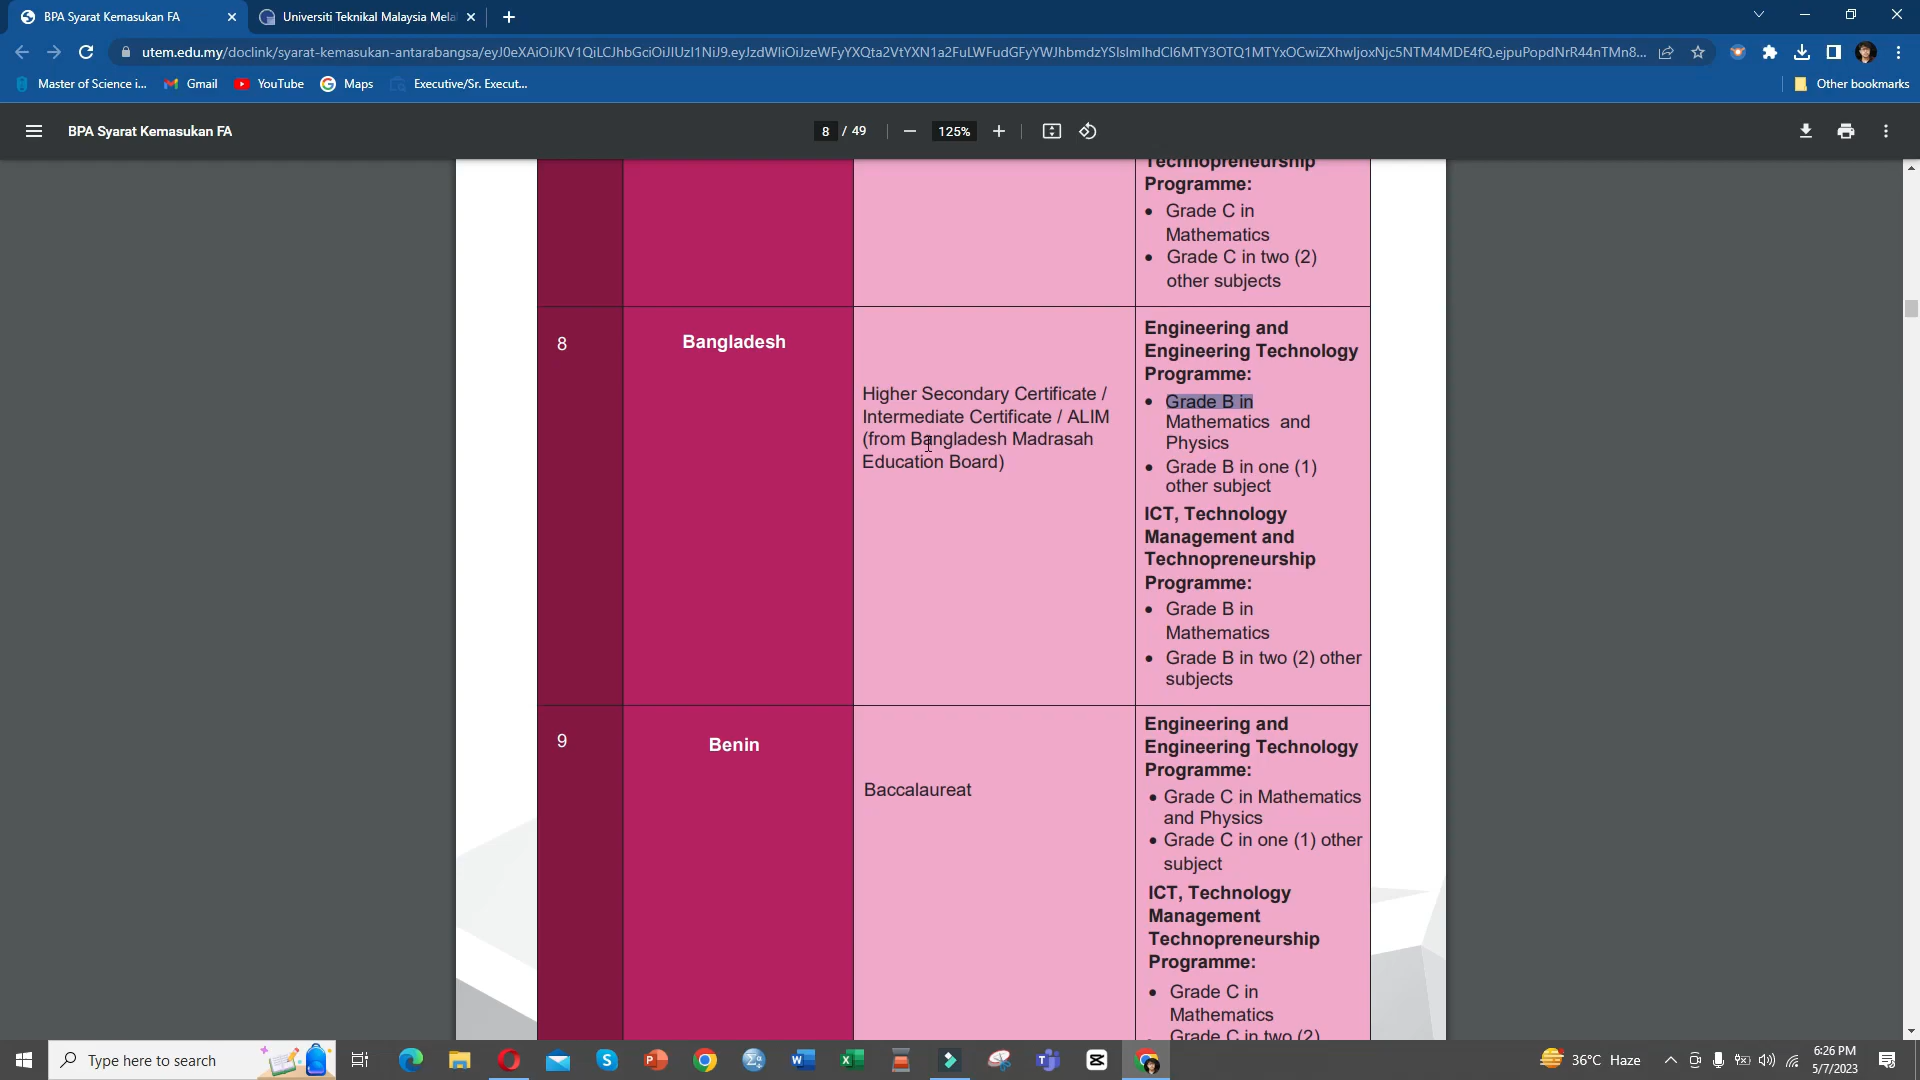 BPA Syarat Kemasukan FA
Universiti Teknikal Malaysia Mela
utem.edu.my/doclink/syarat-kemasukan-antarabangsa/eyJ0eXAiOiJKV1QiLCJhbGciOiJIUzI1NiJ9.eyJzdWIiOiJzeWFyYXQta2VtYXN1a2FuLWFudGFyYWJhbmdzYSIsImlhdCI6MTY3OTQ1MTYxOCwiZXhwIjoxNjc5NTM4MDE4fQ.ejpuPopdNrR44nTMn8...
Master of Science i...
Gmail
YouTube
Maps
Executive/Sr. Execut...
Other bookmarks
BPA Syarat Kemasukan FA
8 / 49
125%
Technopreneurship
Programme:
• Grade C in
Mathematics
• Grade C in two (2)
other subjects
8
Bangladesh
Higher Secondary Certificate /
Intermediate Certificate / ALIM
(from Bangladesh Madrasah
Education Board)
Engineering and
Engineering Technology
Programme:
• Grade B in
Mathematics and
Physics
• Grade B in one (1)
other subject
ICT, Technology
Management and
Technopreneurship
Programme:
• Grade B in
Mathematics
• Grade B in two (2) other
subjects
9
Benin
Baccalaureat
Engineering and
Engineering Technology
Programme:
• Grade C in Mathematics
and Physics
• Grade C in one (1) other
subject
ICT, Technology
Management
Technopreneurship
Programme:
• Grade C in
Mathematics
Grade C in two (2)
Type here to search
36°C Haze
6:26 PM
5/7/2023